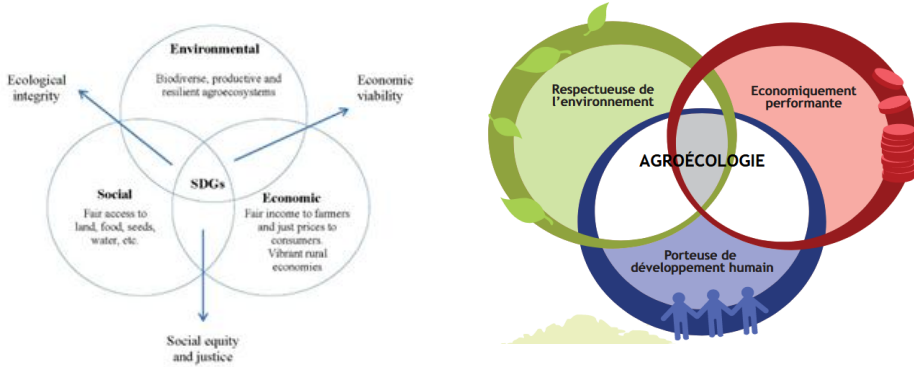 Environmental
Biodiverse, productive and
resilient agroecosystems
Ecological
integrity
Economic
viability
SDGs
Social
Fair access to
land, food, seeds,
water, etc.
Economic
Fair income to farmers
and just prices to
consumers.
Vibrant rural
economies
Social equity
and justice
Respectueuse de
l'environnement
Economiquement
performante
AGROÉCOLOGIE
Porteuse de
développement humain